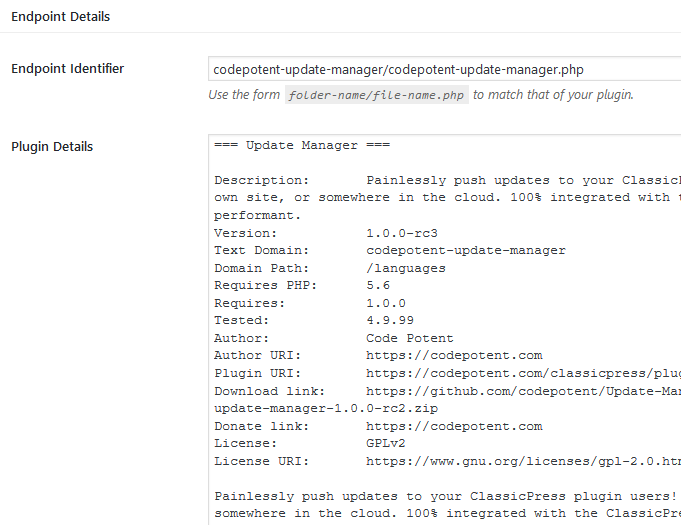 Endpoint Details
Endpoint Identifier
codepotent-update-manager/codepotent-update-manager.php
Use the form folder-name/file-name.php to match that of your plugin.
Plugin Details
=== Update Manager ===
Description: Painlessly push updates to your Classic
own site, or somewhere in the cloud. 100% integrated with
performant.
Version: 1.0.0-rc3
Text Domain: codepotent-update-manager
Domain Path: /languages
Requires PHP: 5.6
Requires: 1.0.0
Tested: 4.9.99
Author: Code Potent
Author URI: https://codepotent.com
Plugin URI: https://codepotent.com/classicpress/plug
Download link: https://github.com/codepotent/Update-Ma
update-manager-1.0.0-rc2.zip
Donate link: https://codepotent.com
License: GPLv2
License URI: https://www.gnu.org/licenses/gpl-2.0.ht
Painlessly push updates to your ClassicPress plugin users!
somewhere in the cloud. 100% integrated with the ClassicPre